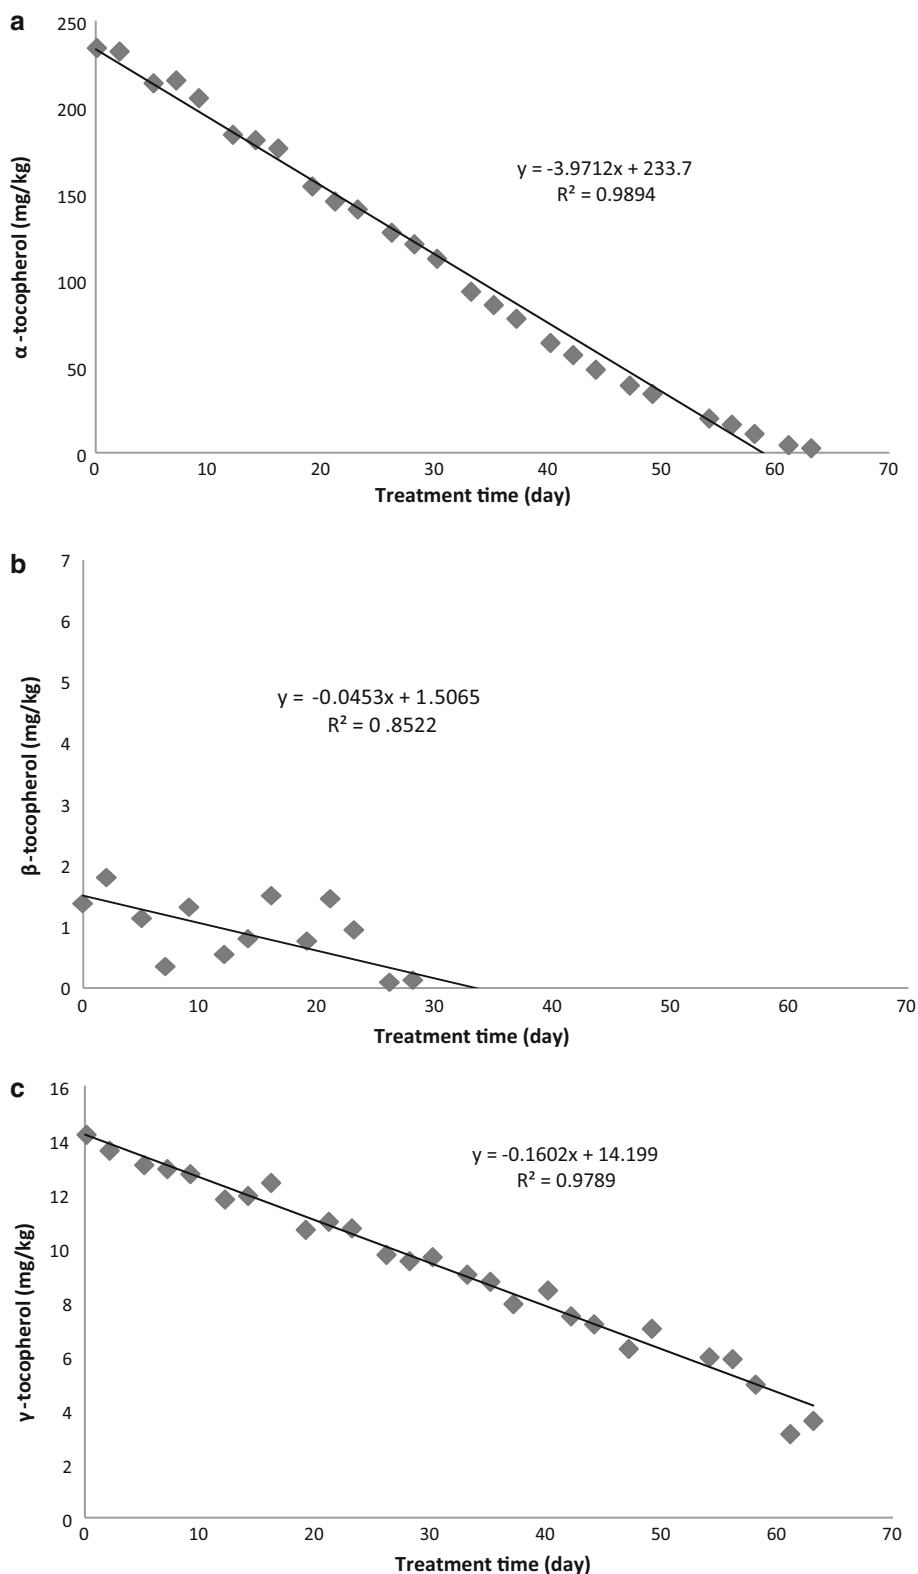 a
250
200
150
100
50
0
α-tocopherol (mg/kg)
y = -3.9712x + 233.7
R² = 0.9894
0 10 20 30 40 50 60 70
Treatment time (day)
b
7
6
5
4
3
2
1
0
β-tocopherol (mg/kg)
y = -0.0453x + 1.5065
R² = 0 .8522
0 10 20 30 40 50 60 70
Treatment time (day)
c
16
14
12
10
8
6
4
2
0
γ-tocopherol (mg/kg)
y = -0.1602x + 14.199
R² = 0.9789
0 10 20 30 40 50 60 70
Treatment time (day)